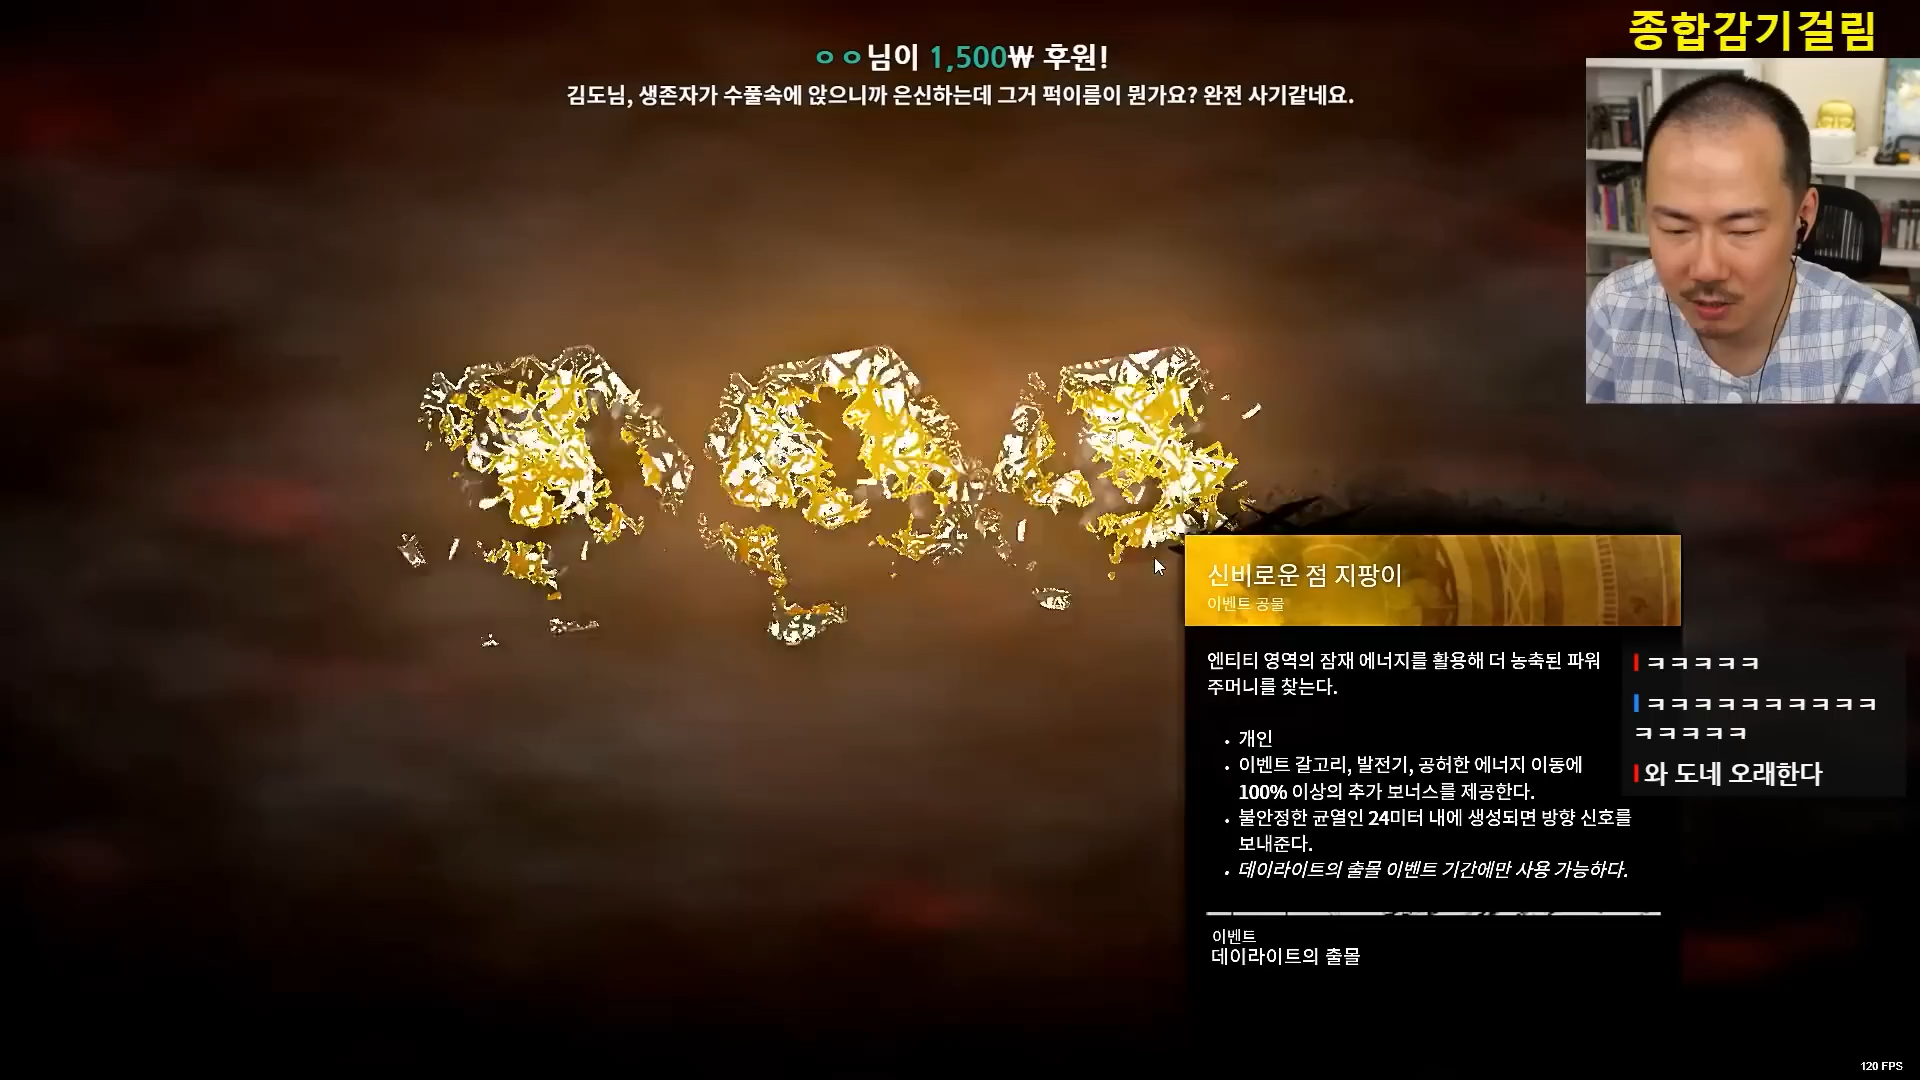 종합감기걸림
ㅇㅇ님이 1,500₩ 후원!
김도님, 생존자가 수풀속에 앉으니까 은신하는데 그거 퍽이름이 뭔가요? 완전 사기같네요.
신비로운 점 지팡이
이벤트 공물
엔티티 영역의 잠재 에너지를 활용해 더 농축된 파워
주머니를 찾는다.
• 개인
• 이벤트 갈고리, 발전기, 공허한 에너지 이동에
100% 이상의 추가 보너스를 제공한다.
• 불안정한 균열인 24미터 내에 생성되면 방향 신호를
보내준다.
• 데이라이트의 출몰 이벤트 기간에만 사용 가능하다.
이벤트
데이라이트의 출몰
ㅋㅋㅋㅋㅋ
ㅋㅋㅋㅋㅋㅋㅋㅋㅋㅋ
ㅋㅋㅋㅋㅋ
와 도네 오래한다
120 FPS